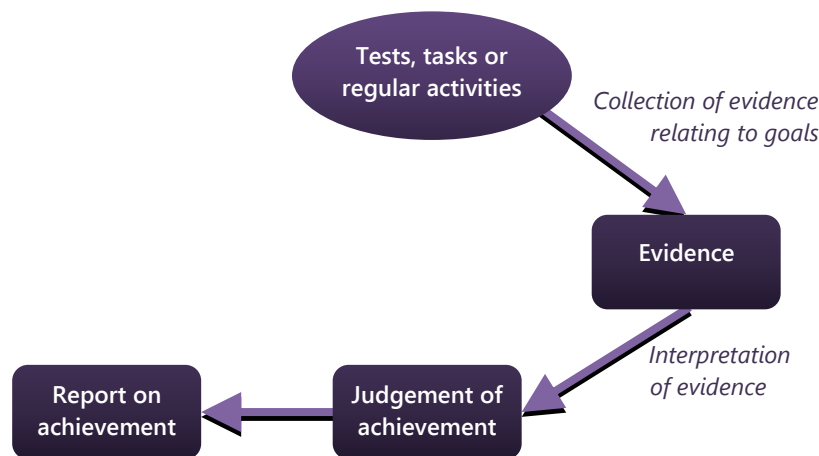 Tests, tasks or
regular activities
Collection of evidence
relating to goals
Evidence
Interpretation
of evidence
Judgement of
achievement
Report on
achievement